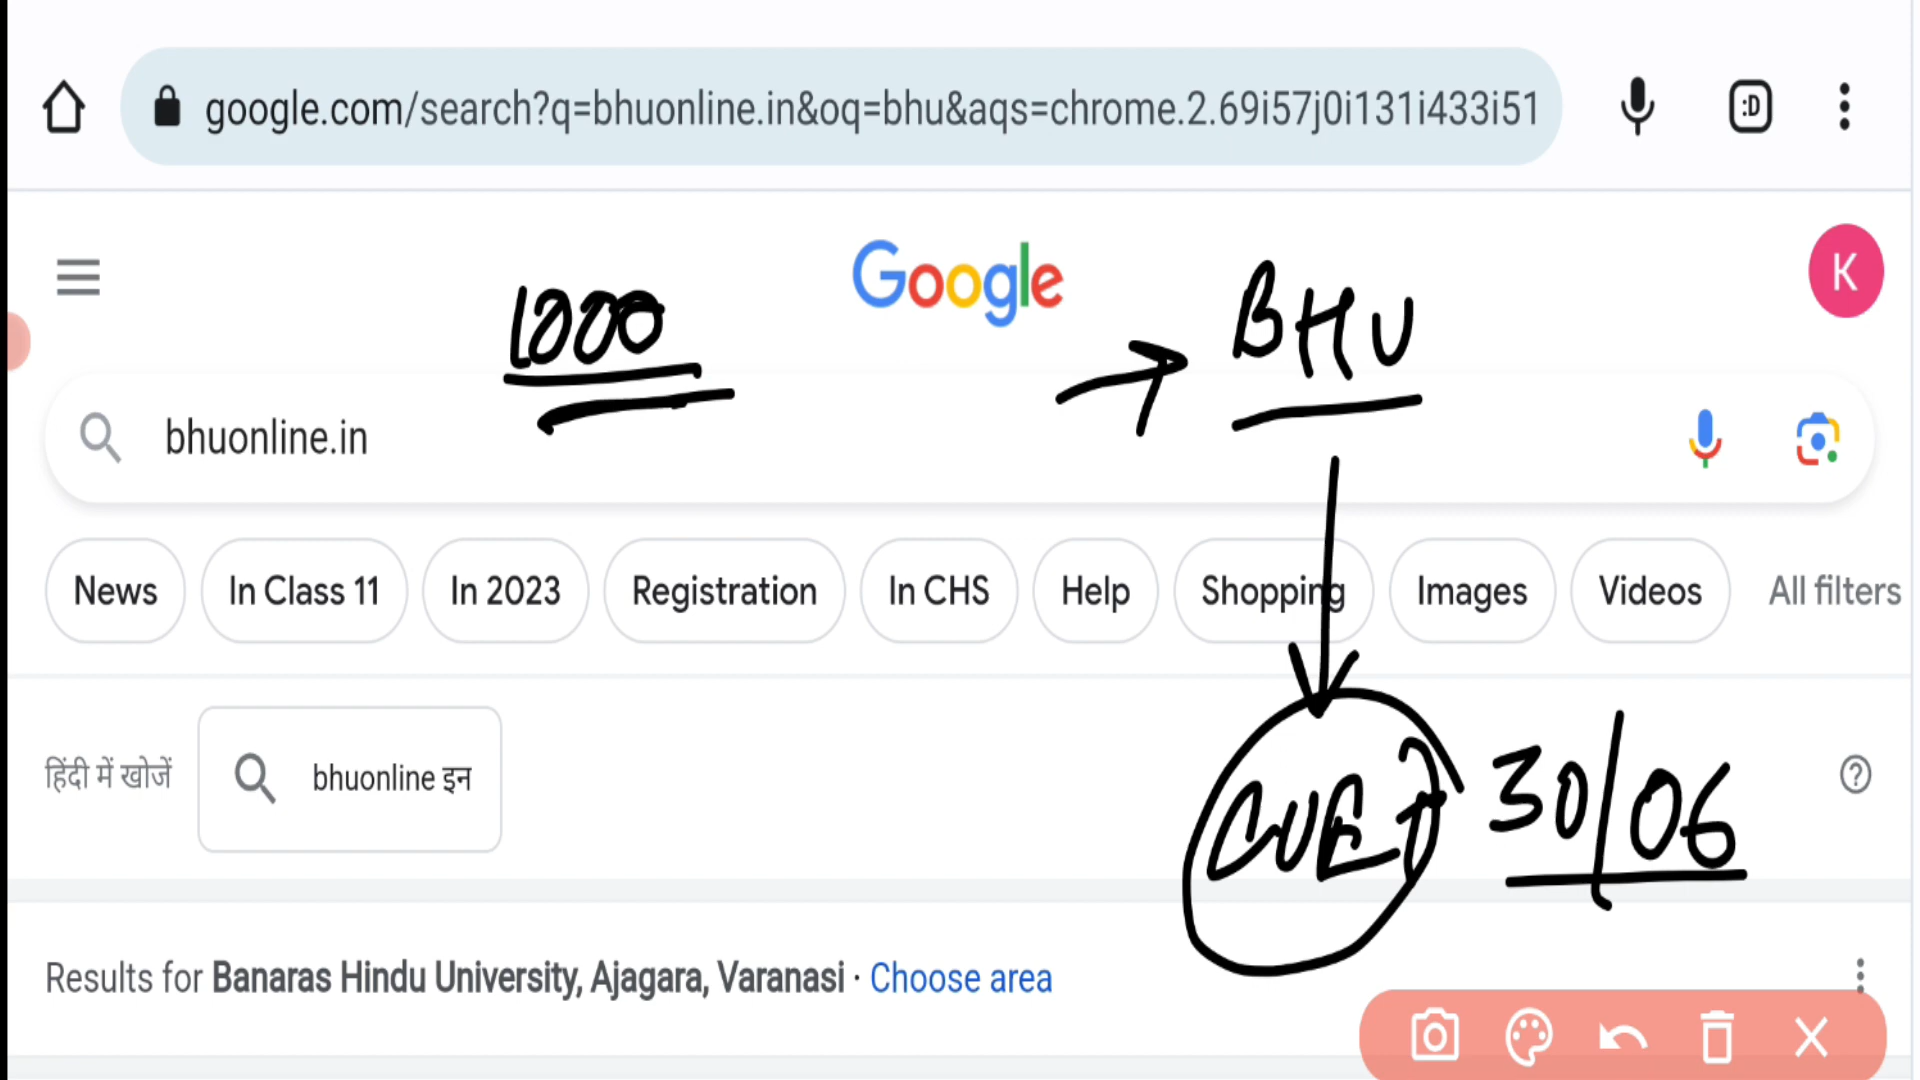 google.com/search?q=bhuonline.in&oq=bhu&aqs=chrome.2.69i57j0i131i433i51
:D
Google
K
1000
BHU
bhuonline.in
News In Class 11 In 2023 Registration In CHS Help Shopping Images Videos All filters
हिंदी में खोजें bhuonline इन
CUET 30/06
Results for Banaras Hindu University, Ajagara, Varanasi · Choose area